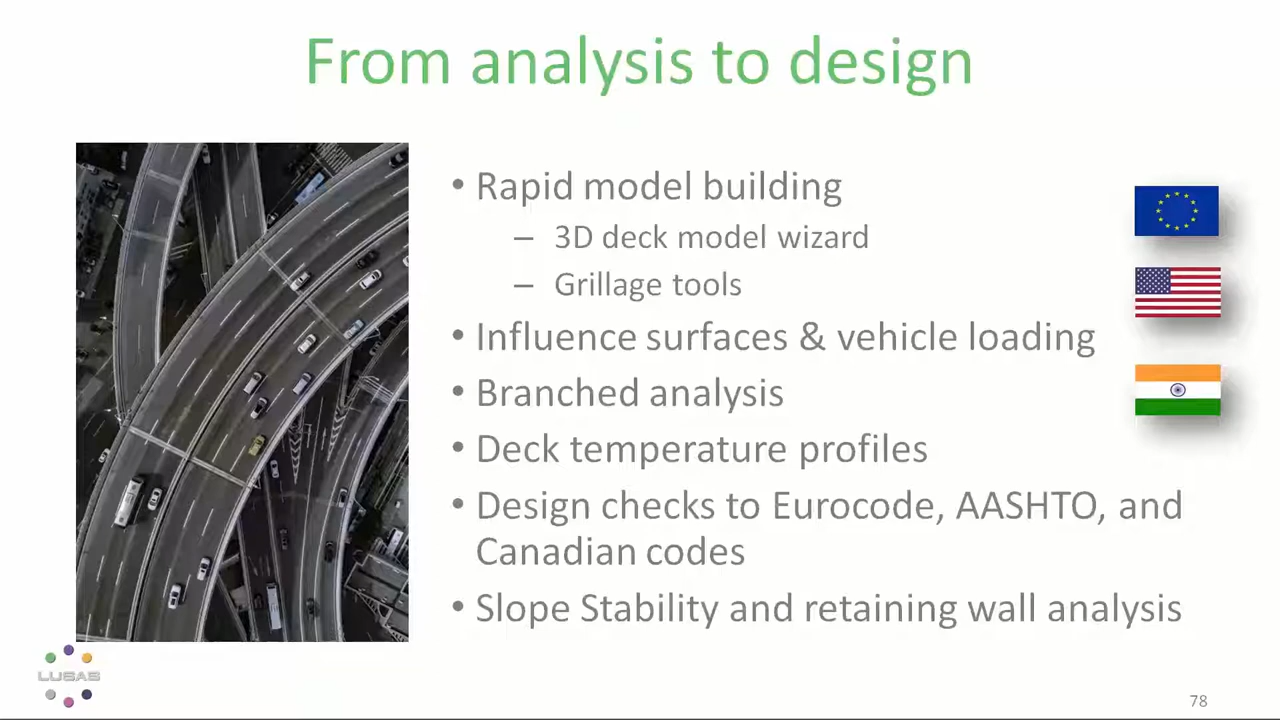 From analysis to design
• Rapid model building
– 3D deck model wizard
– Grillage tools
• Influence surfaces & vehicle loading
• Branched analysis
• Deck temperature profiles
• Design checks to Eurocode, AASHTO, and
Canadian codes
• Slope Stability and retaining wall analysis
LUSAS
78